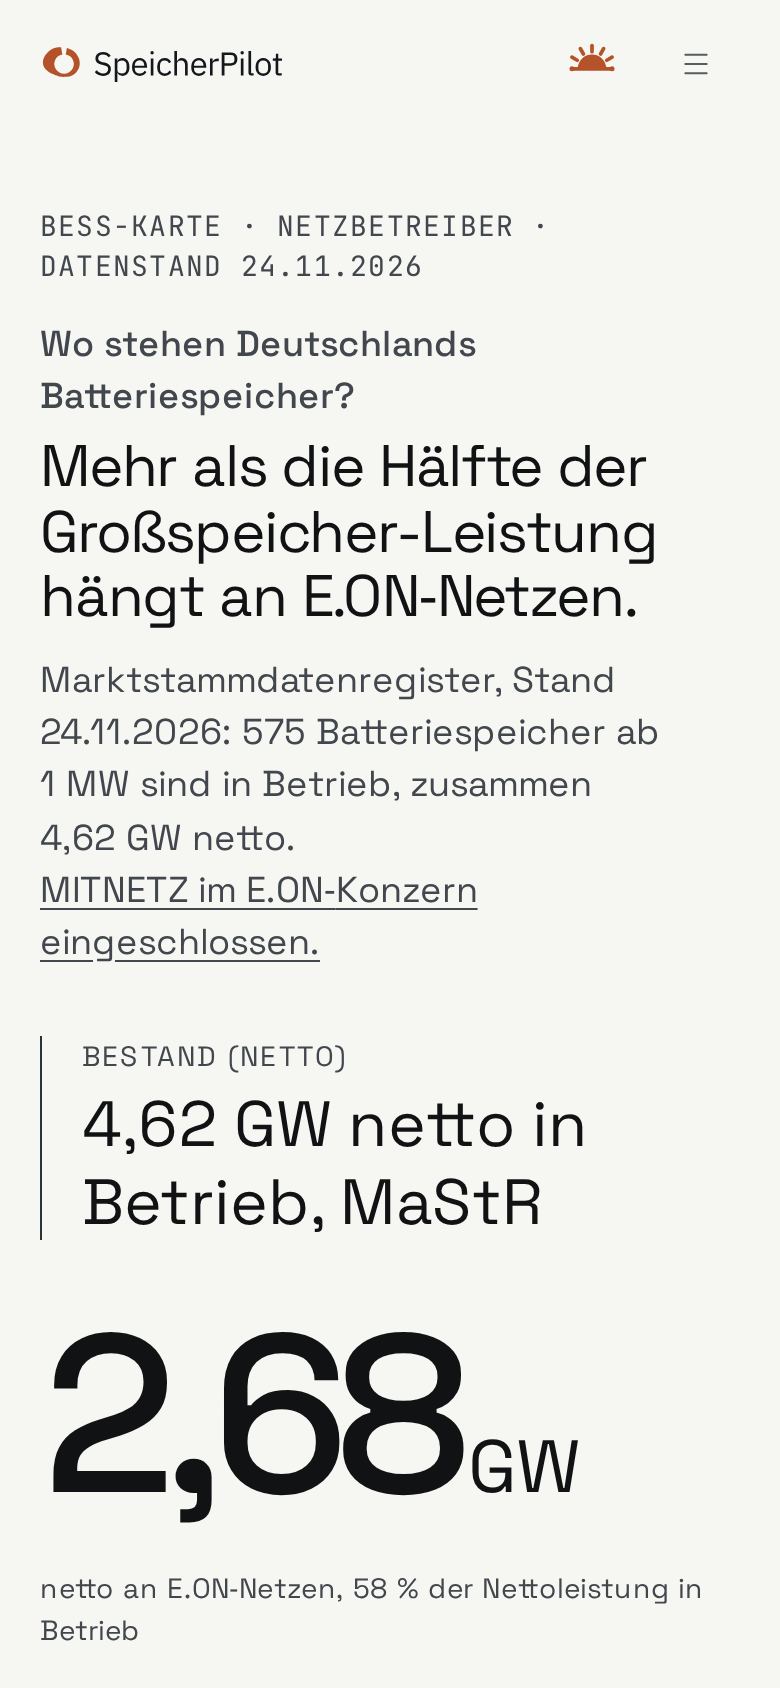 SpeicherPilot
BESS-KARTE · NETZBETREIBER ·
DATENSTAND 24.11.2026
Wo stehen Deutschlands
Batteriespeicher?
Mehr als die Hälfte der
Großspeicher-Leistung
hängt an E.ON-Netzen.
Marktstammdatenregister, Stand
24.11.2026: 575 Batteriespeicher ab
1 MW sind in Betrieb, zusammen
4,62 GW netto.
MITNETZ im E.ON-Konzern
eingeschlossen.
BESTAND (NETTO)
4,62 GW netto in
Betrieb, MaStR
2,68 GW
netto an E.ON-Netzen, 58 % der Nettoleistung in
Betrieb